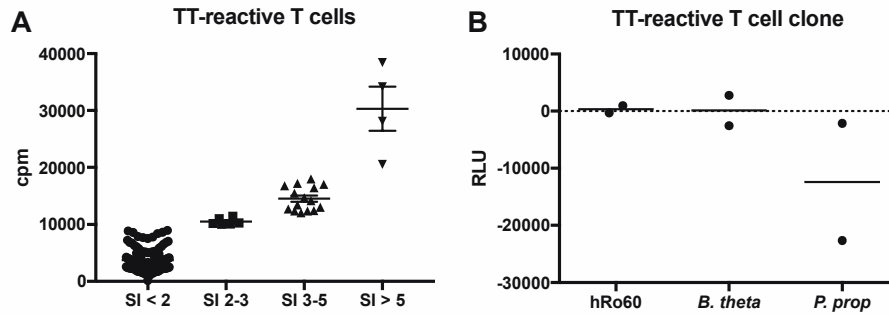 A
TT-reactive T cells
cpm
40000
30000
20000
10000
0
SI < 2 SI 2-3 SI 3-5 SI > 5
B
TT-reactive T cell clone
RLU
10000
0
-10000
-20000
-30000
hRo60 B. theta P. prop